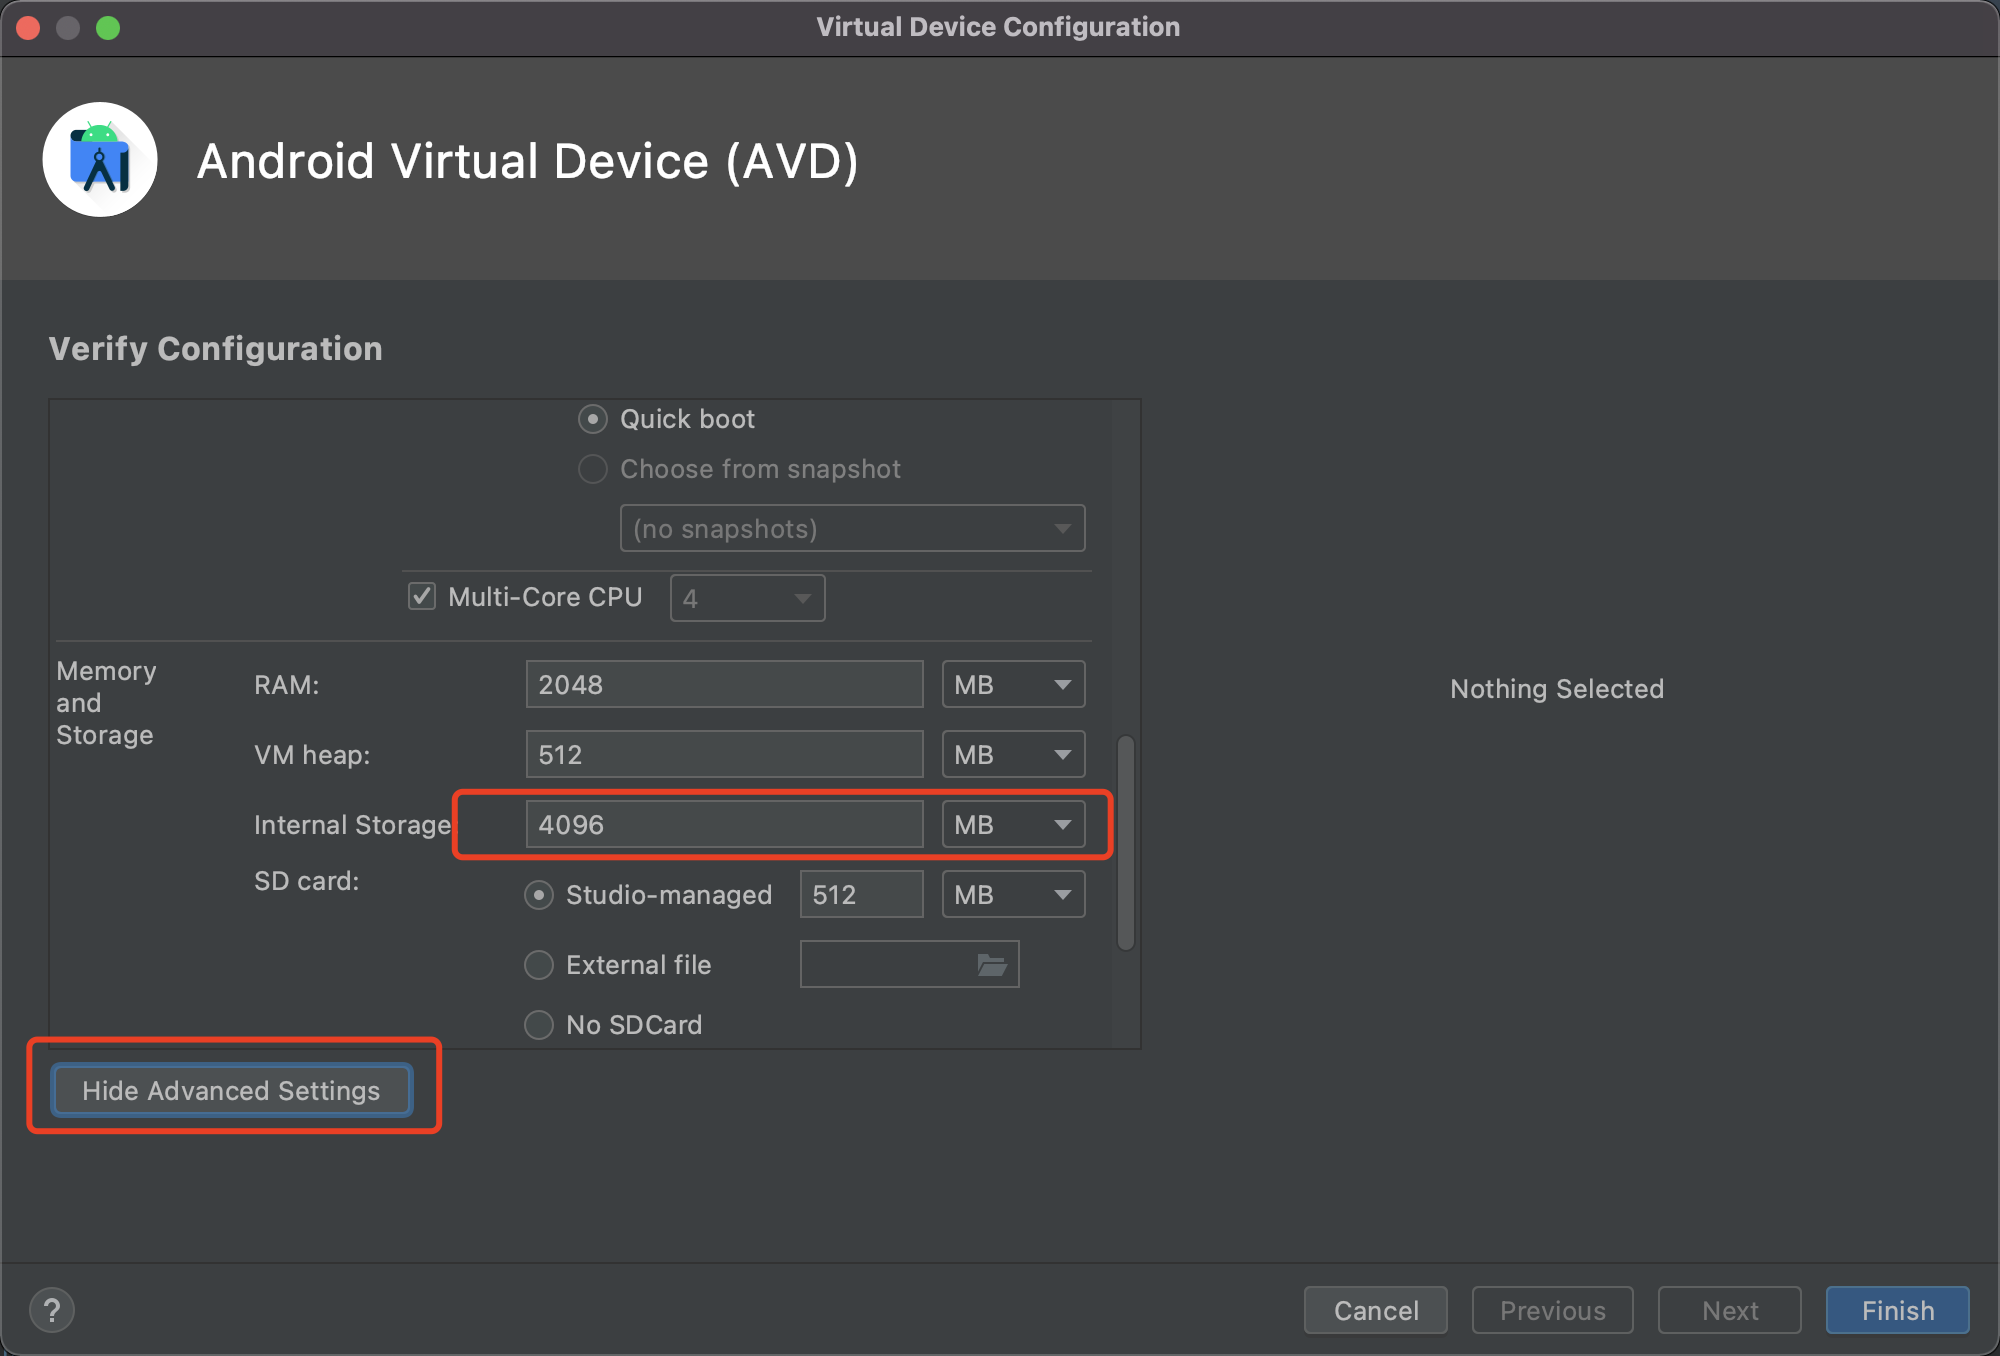 Virtual Device Configuration
Android Virtual Device (AVD)
Verify Configuration
Quick boot
Choose from snapshot
(no snapshots)
Multi-Core CPU 4
Memory
and
Storage
RAM: 2048 MB
VM heap: 512 MB
Internal Storage 4096 MB
SD card:
Studio-managed 512 MB
External file
No SDCard
Nothing Selected
Hide Advanced Settings
? Cancel Previous Next Finish